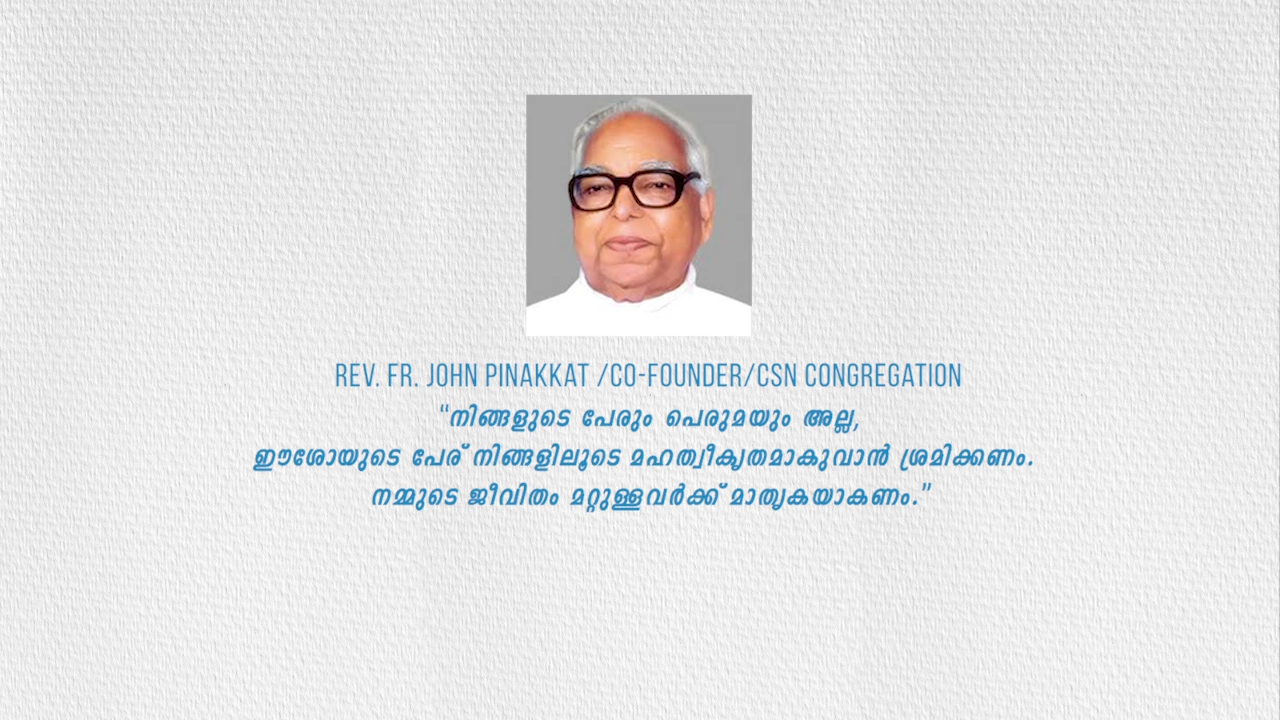 REV. FR. JOHN PINAKKAT /CO-FOUNDER/CSN CONGREGATION
"നിങ്ങളുടെ പേരും പെരുമയും അല്ല,
ഈശോയുടെ പേര് നിങ്ങളിലൂടെ മഹത്വീകൃതമാകുവാൻ ശ്രമിക്കണം.
നമ്മുടെ ജീവിതം മറ്റുള്ളവർക്ക് മാതൃകയാകണം."